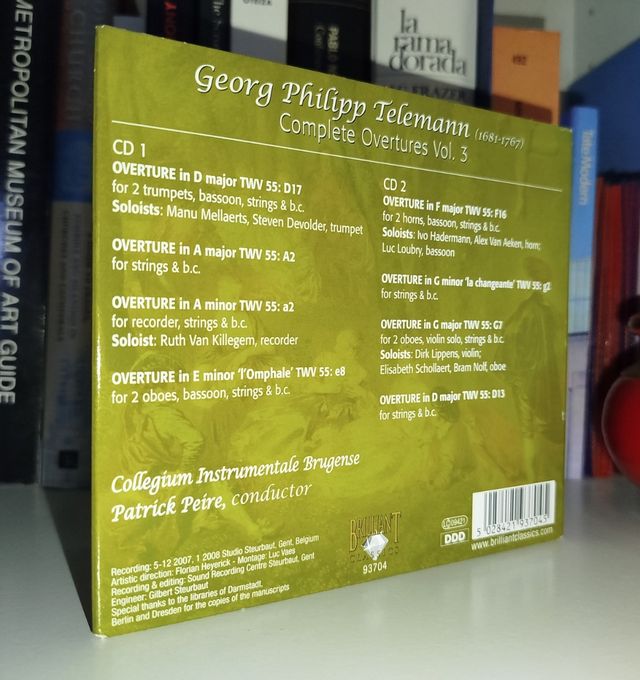 METROPOLITAN MUSEUM OF ART GUIDE
la
rama
dorada
FRAZER
Tate Modern
Georg Philipp Telemann (1681-1767)
Complete Overtures Vol. 3
CD 1
OVERTURE in D major TWV 55: D17
for 2 trumpets, bassoon, strings & b.c.
Soloists: Manu Mellaerts, Steven Devolder, trumpet
OVERTURE in A major TWV 55: A2
for strings & b.c.
OVERTURE in A minor TWV 55: a2
for recorder, strings & b.c.
Soloist: Ruth Van Killegem, recorder
OVERTURE in E minor 'l'Omphale' TWV 55: e8
for 2 oboes, bassoon, strings & b.c.
CD 2
OVERTURE in F major TWV 55: F16
for 2 horns, bassoon, strings & b.c.
Soloists: Ivo Hadermann, Alex Van Aeken, horn;
Luc Loubry, bassoon
OVERTURE in G minor 'la changeante' TWV 55: g2
for strings & b.c.
OVERTURE in G major TWV 55: G7
for 2 oboes, violin solo, strings & b.c.
Soloists: Dirk Lippens, violin;
Elisabeth Schollaert, Bram Nolf, oboe
OVERTURE in D major TWV 55: D13
for strings & b.c.
Collegium Instrumentale Brugense
Patrick Peire, conductor
Recording: 5-12 2007, 1 2008 Studio Steurbaut, Gent, Belgium
Artistic direction: Florian Heyerick - Montage: Luc Vaes
Recording & editing: Sound Recording Centre Steurbaut, Gent
Engineer: Gilbert Steurbaut
Special thanks to the libraries of Darmstadt,
Berlin and Dresden for the copies of the manuscripts
BRILLIANT
CLASSICS
93704
LC 09421
DDD
5 028421 937045
www.brilliantclassics.com